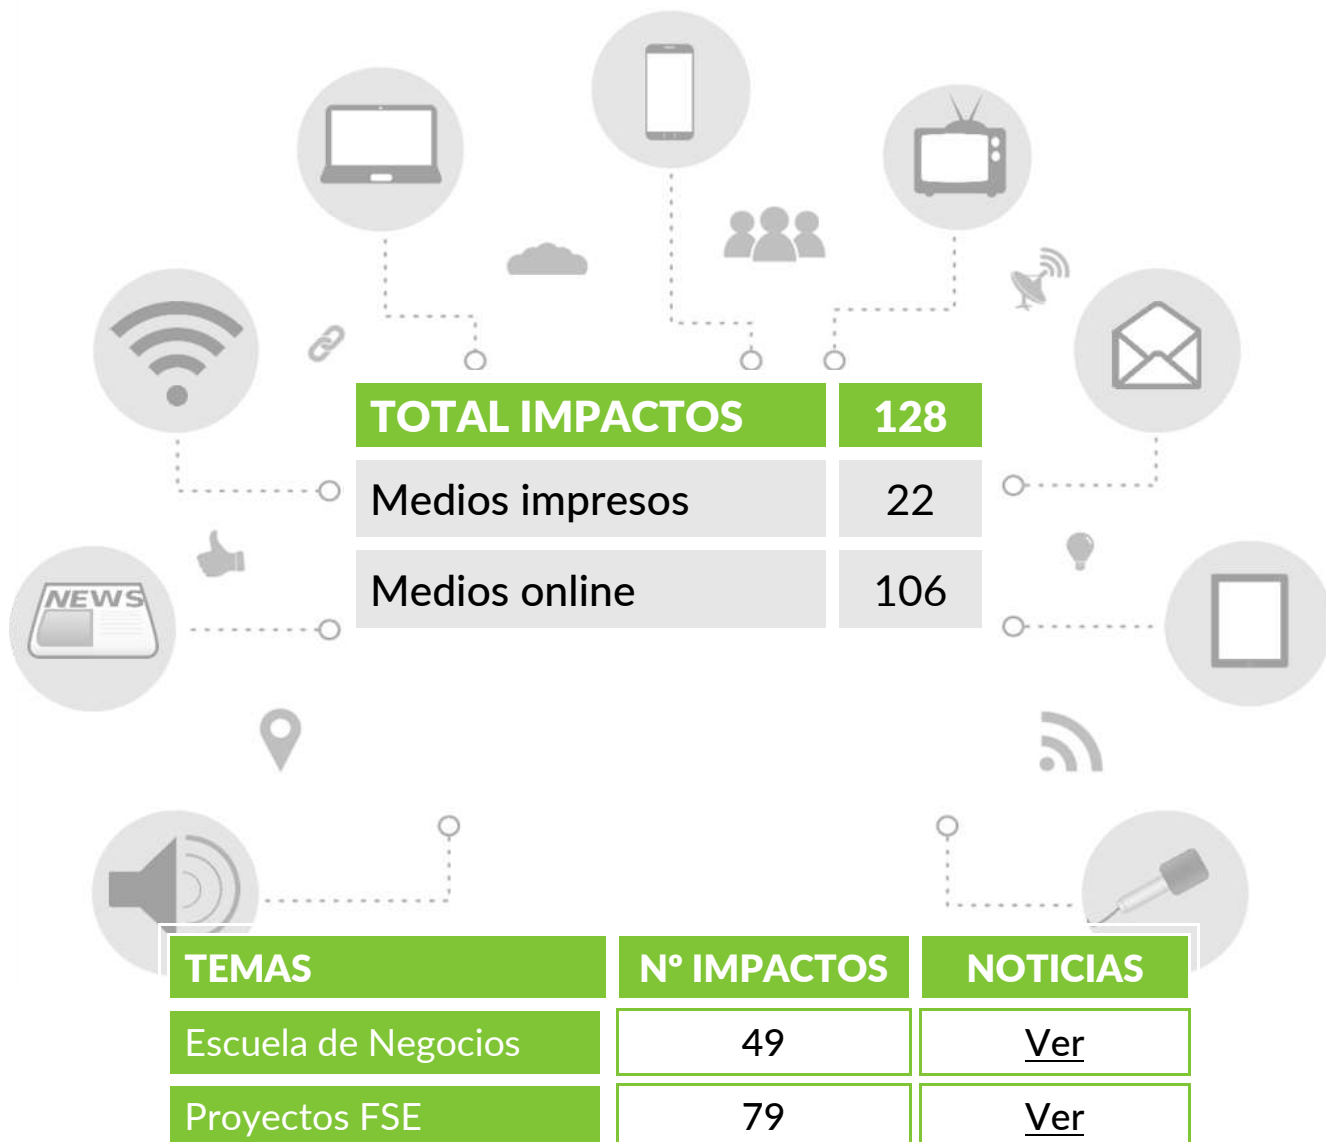 TOTAL IMPACTOS 128
Medios impresos 22
Medios online 106
NEWS
TEMAS Nº IMPACTOS NOTICIAS
Escuela de Negocios 49 Ver
Proyectos FSE 79 Ver